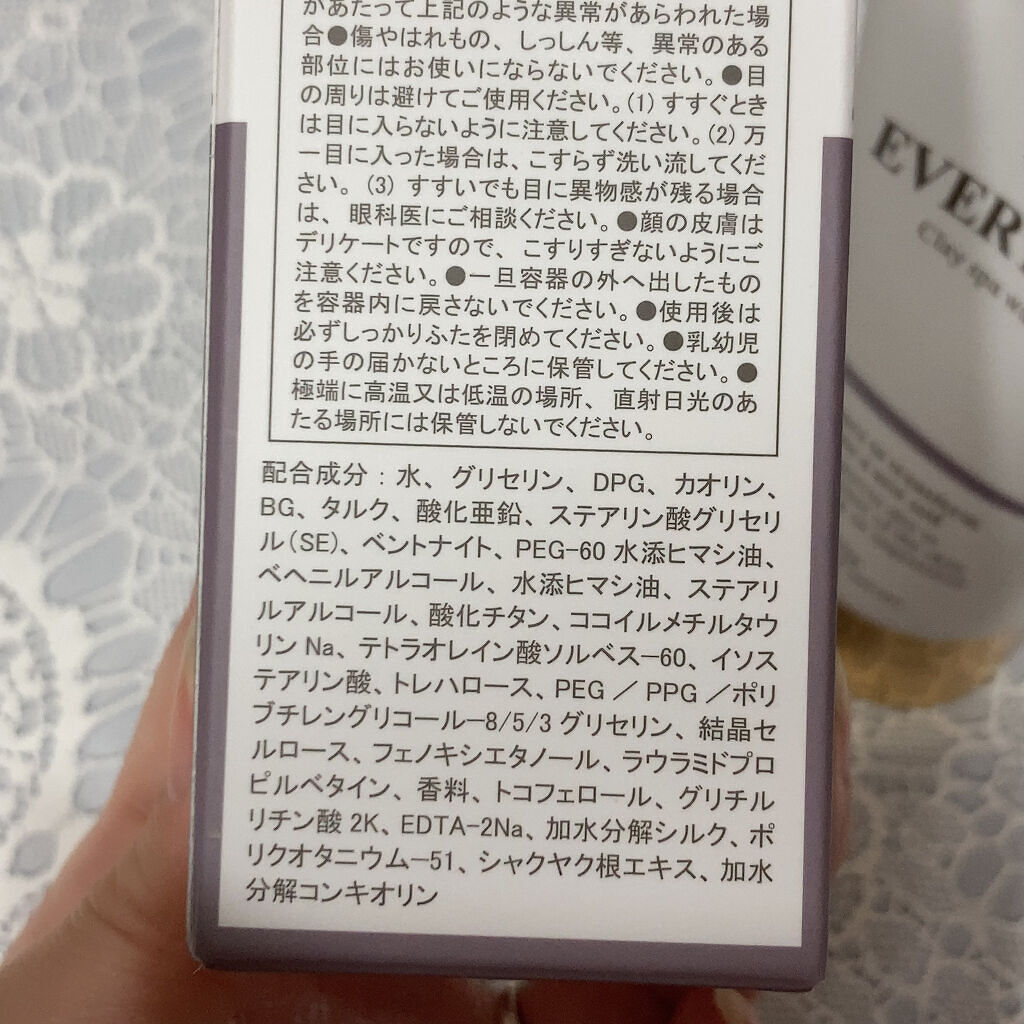 があたって上記のような異常があらわれた場
合●傷やはれもの、しっしん等、異常のある
部位にはお使いにならないでください。●目
の周りは避けてご使用ください。(1) すすぐとき
は目に入らないように注意してください。(2) 万
一目に入った場合は、こすらず洗い流してくだ
さい。(3) すすいでも目に異物感が残る場合
は、眼科医にご相談ください。●顔の皮膚は
デリケートですので、こすりすぎないようにご
注意ください。●一旦容器の外へ出したもの
を容器内に戻さないでください。●使用後は
必ずしっかりふたを閉めてください。●乳幼児
の手の届かないところに保管してください。●
極端に高温又は低温の場所、直射日光のあ
たる場所には保管しないでください。
配合成分：水、グリセリン、DPG、カオリン、
BG、タルク、酸化亜鉛、ステアリン酸グリセリ
ル（SE）、ベントナイト、PEG-60 水添ヒマシ油、
ベヘニルアルコール、水添ヒマシ油、ステアリ
ルアルコール、酸化チタン、ココイルメチルタウ
リン Na、テトラオレイン酸ソルベス-60、イソス
テアリン酸、トレハロース、PEG ／ PPG ／ポリ
ブチレングリコール-8/5/3 グリセリン、結晶セ
ルロース、フェノキシエタノール、ラウラミドプロ
ピルベタイン、香料、トコフェロール、グリチル
リチン酸 2K、EDTA-2Na、加水分解シルク、ポ
リクオタニウム-51、シャクヤク根エキス、加水
分解コンキオリン
EVER
Clay spa